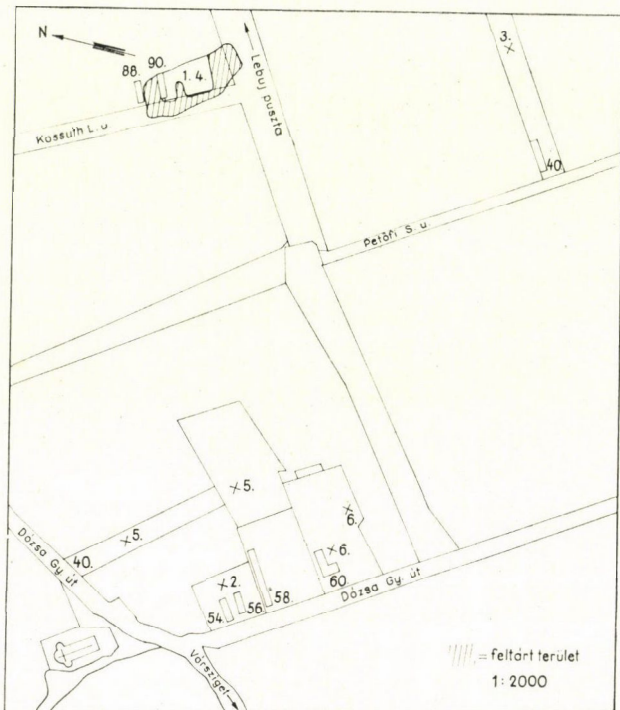 N
88.
90.
1. 4.
Lebuj puszta
3.
Kossuth L. u.
40.
Petőfi S. u.
5.
5.
6.
6.
Dózsa Gy. út
40.
2.
54.
56.
58.
60.
Dózsa Gy. út
Vársziget
= feltárt terület
1: 2000